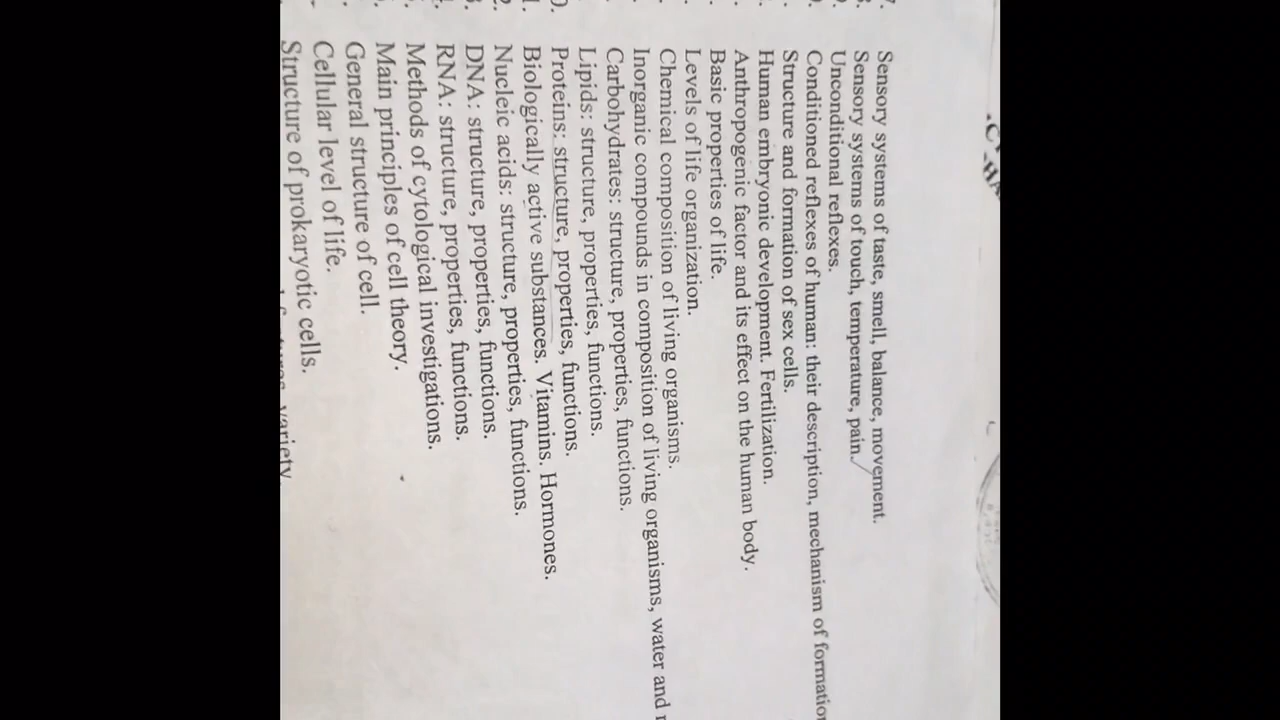 Sensory systems of taste, smell, balance, movement.
Sensory systems of touch, temperature, pain.
Unconditional reflexes.
Conditioned reflexes of human: their description, mechanism of formation
Structure and formation of sex cells.
Human embryonic development. Fertilization.
Anthropogenic factor and its effect on the human body.
Basic properties of life.
Levels of life organization.
Chemical composition of living organisms.
Inorganic compounds in composition of living organisms, water and
Carbohydrates: structure, properties, functions.
Lipids: structure, properties, functions.
Proteins: structure, properties, functions.
Biologically active substances. Vitamins. Hormones.
Nucleic acids: structure, properties, functions.
DNA: structure, properties, functions.
RNA: structure, properties, functions.
Methods of cytological investigations.
Main principles of cell theory.
General structure of cell.
Cellular level of life.
Structure of prokaryotic cells.
variety